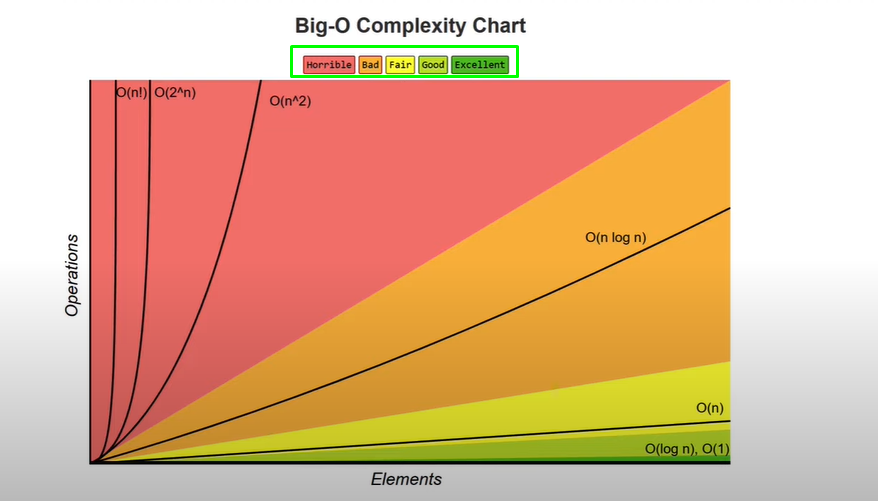 Big-O Complexity Chart
Horrible Bad Fair Good Excellent
O(n!) O(2^n)
O(n^2)
O(n log n)
Operations
O(n)
O(log n), O(1)
Elements